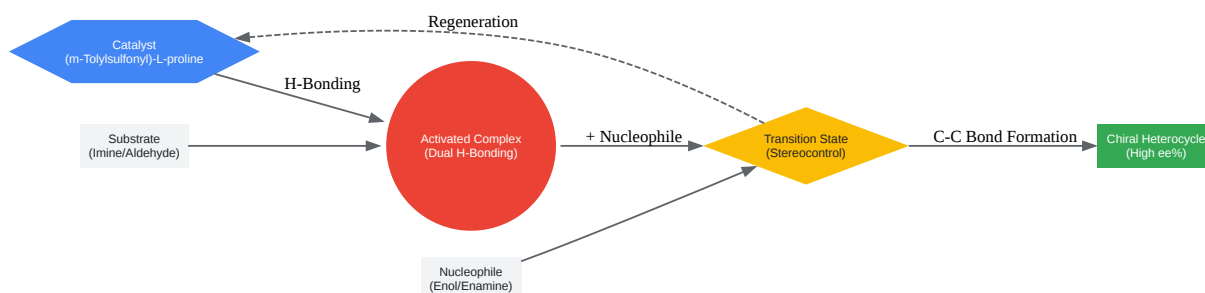 Regeneration
Catalyst
(m-Tolylsulfonyl)-L-proline
H-Bonding
Substrate
(Imine/Aldehyde)
Activated Complex
(Dual H-Bonding)
+ Nucleophile
Transition State
(Stereocontrol)
C-C Bond Formation
Chiral Heterocycle
(High ee%)
Nucleophile
(Enol/Enamine)